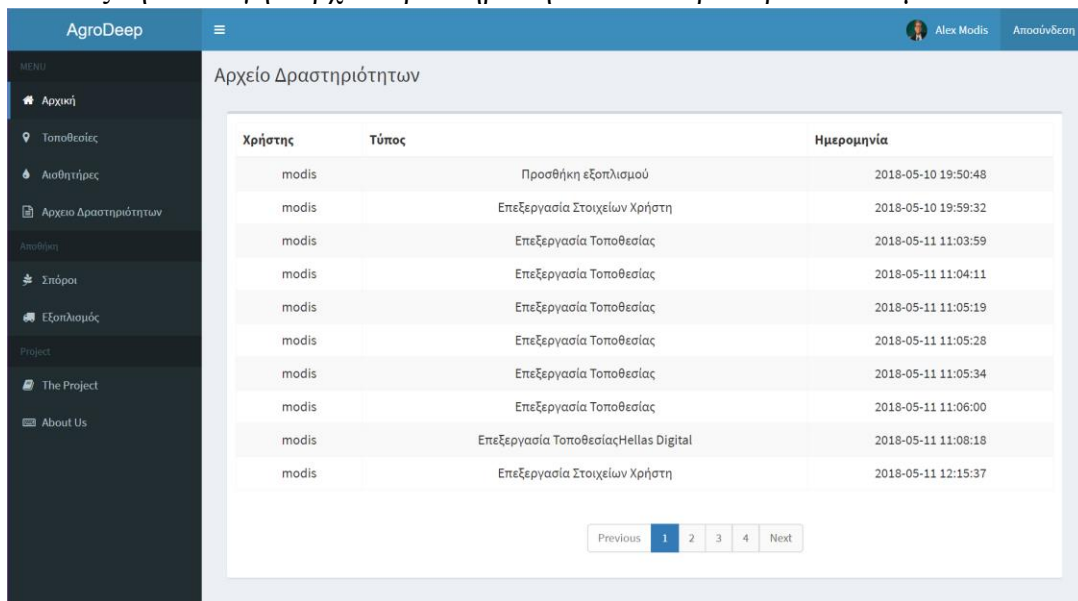 AgroDeep
Alex Modis Αποσύνδεση
MENU
Αρχική
Τοποθεσίες
Αισθητήρες
Αρχειο Δραστηριότητων
Αποθήκη
Σπόροι
Εξοπλισμός
Project
The Project
About Us
Αρχείο Δραστηριότητων
Χρήστης Τύπος Ημερομηνία
modis Προσθήκη εξοπλισμού 2018-05-10 19:50:48
modis Επεξεργασία Στοιχείων Χρήστη 2018-05-10 19:59:32
modis Επεξεργασία Τοποθεσίας 2018-05-11 11:03:59
modis Επεξεργασία Τοποθεσίας 2018-05-11 11:04:11
modis Επεξεργασία Τοποθεσίας 2018-05-11 11:05:19
modis Επεξεργασία Τοποθεσίας 2018-05-11 11:05:28
modis Επεξεργασία Τοποθεσίας 2018-05-11 11:05:34
modis Επεξεργασία Τοποθεσίας 2018-05-11 11:06:00
modis Επεξεργασία ΤοποθεσίαςHellas Digital 2018-05-11 11:08:18
modis Επεξεργασία Στοιχείων Χρήστη 2018-05-11 12:15:37
Previous 1 2 3 4 Next